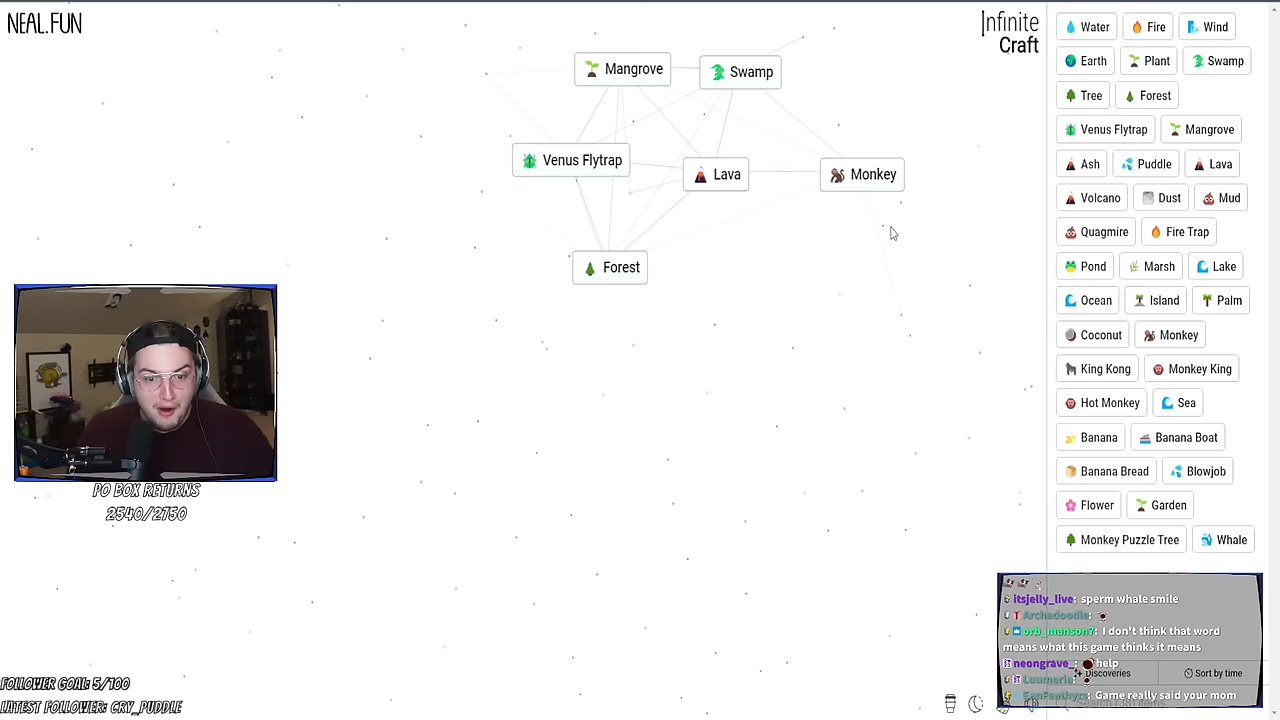 NEAL.FUN
Infinite
Craft
Mangrove
Swamp
Venus Flytrap
Lava
Monkey
Forest
Water
Fire
Wind
Earth
Plant
Swamp
Tree
Forest
Venus Flytrap
Mangrove
Ash
Puddle
Lava
Volcano
Dust
Mud
Quagmire
Fire Trap
Pond
Marsh
Lake
Ocean
Island
Palm
Coconut
Monkey
King Kong
Monkey King
Hot Monkey
Sea
Banana
Banana Boat
Banana Bread
Blowjob
Flower
Garden
Monkey Puzzle Tree
Whale
PO BOX RETURNS
2540/2750
FOLLOWER GOAL: 5/100
LATEST FOLLOWER: CRY_PUDDLE
itsjelly_live: sperm whale smile
Archadoodle:
orb_manson7: I don't think that word
means what this game thinks it means
neongrave_: help
Discoveries
Sort by time
Game really said your mom